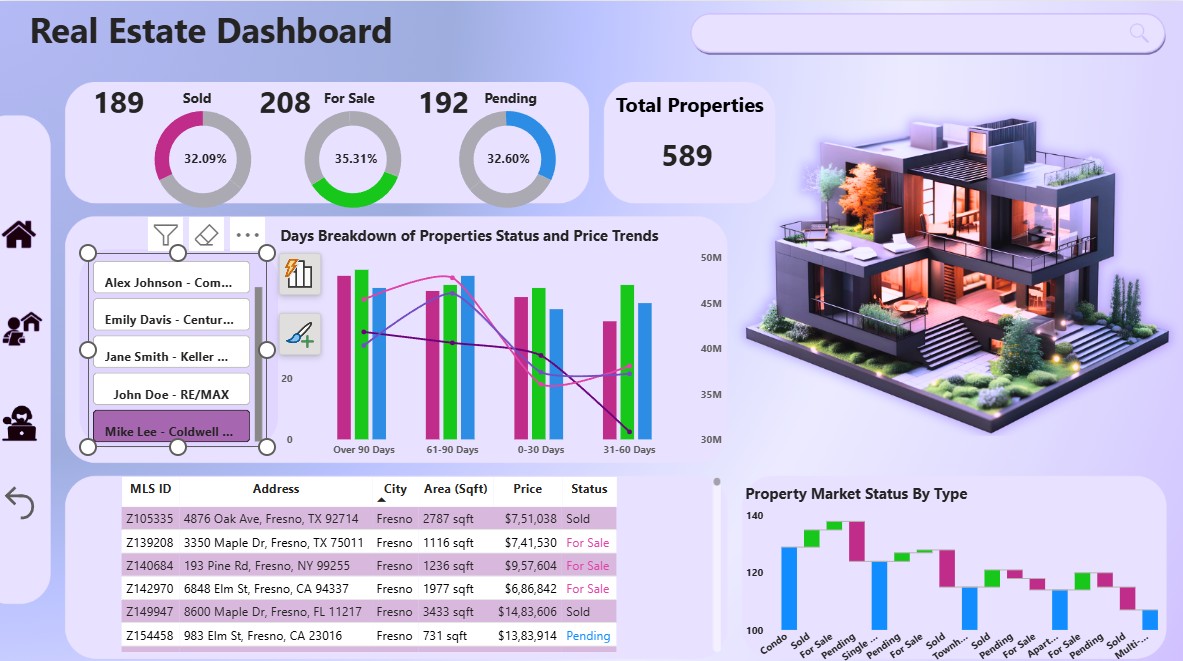 Real Estate Dashboard
189 Sold 208 For Sale 192 Pending
32.09% 35.31% 32.60%
Total Properties
589
Days Breakdown of Properties Status and Price Trends
Alex Johnson - Com...
Emily Davis - Centur...
Jane Smith - Keller ...
John Doe - RE/MAX
Mike Lee - Coldwell ...
20
0
50M
45M
40M
35M
30M
Over 90 Days 61-90 Days 0-30 Days 31-60 Days
MLS ID Address City Area (Sqft) Price Status
Z105335 4876 Oak Ave, Fresno, TX 92714 Fresno 2787 sqft $7,51,038 Sold
Z139208 3350 Maple Dr, Fresno, TX 75011 Fresno 1116 sqft $7,41,530 For Sale
Z140684 193 Pine Rd, Fresno, NY 99255 Fresno 1236 sqft $9,57,604 For Sale
Z142970 6848 Elm St, Fresno, CA 94337 Fresno 1977 sqft $6,86,842 For Sale
Z149947 8600 Maple Dr, Fresno, FL 11217 Fresno 3433 sqft $14,83,606 Sold
Z154458 983 Elm St, Fresno, CA 23016 Fresno 731 sqft $13,83,914 Pending
Property Market Status By Type
140
120
100
Condo Sold For Sale Pending Single ... Pending For Sale Sold Townh... Sold Pending For Sale Apart... For Sale Pending Sold Multi-...